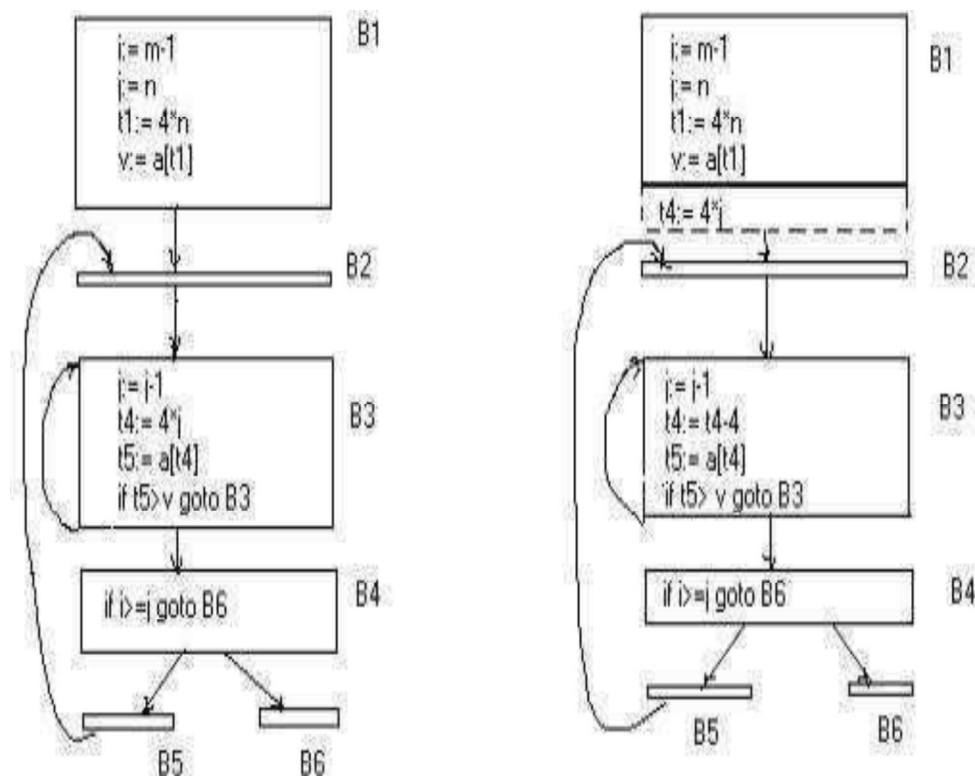 B1
i:= m-1
j:= n
t1:= 4*n
v:= a[t1]
B2
j:= j-1
t4:= 4*j
t5:= a[t4]
if t5>v goto B3
B3
if i>=j goto B6
B4
B5
B6
B1
i:= m-1
j:= n
t1:= 4*n
v:= a[t1]
t4:= 4*j
B2
j:= j-1
t4:= t4-4
t5:= a[t4]
if t5> v goto B3
B3
if i>=j goto B6
B4
B5
B6